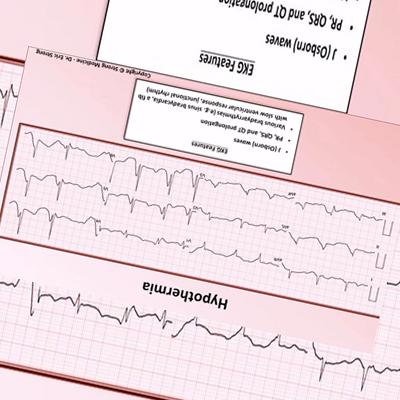 Hypothermia
EKG Features
• J (Osborn) waves
• PR, QRS, and QT prolongation
• Various bradyarrhythmias (e.g. sinus bradycardia, a.fib
with slow ventricular response, junctional rhythm)
Copyright © Strong Medicine - Dr. Eric Strong
EKG Features
• J (Osborn) waves
• PR, QRS, and QT prolongation